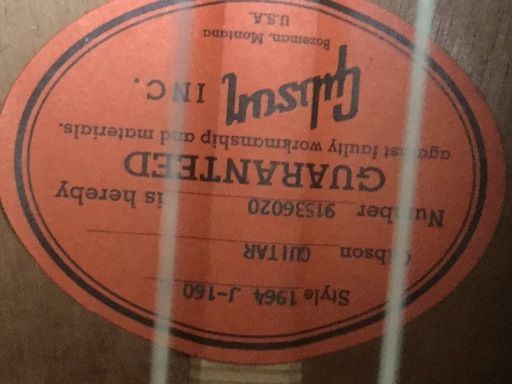 Style 1964 J-160
Gibson GUITAR
Number 91536020 is hereby
GUARANTEED
against faulty workmanship and materials.
Gibson INC.
Bozeman, Montana
U.S.A.